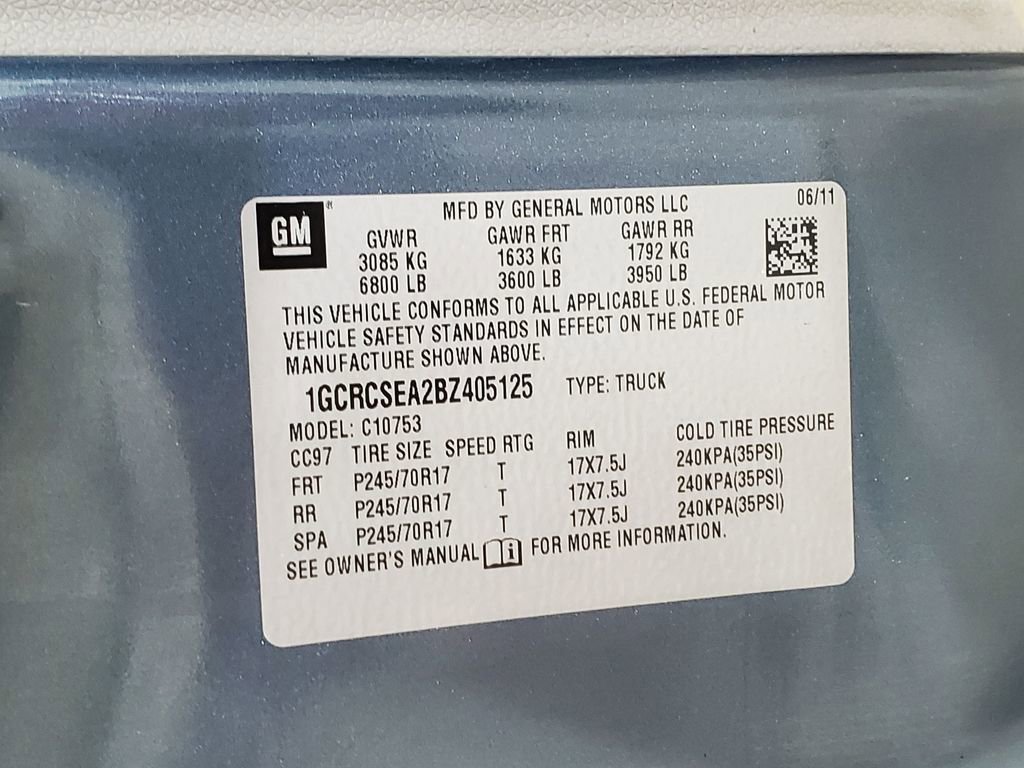 GM
MFD BY GENERAL MOTORS LLC 06/11
GVWR GAWR FRT GAWR RR
3085 KG 1633 KG 1792 KG
6800 LB 3600 LB 3950 LB
THIS VEHICLE CONFORMS TO ALL APPLICABLE U.S. FEDERAL MOTOR
VEHICLE SAFETY STANDARDS IN EFFECT ON THE DATE OF
MANUFACTURE SHOWN ABOVE.
1GCRCSEA2BZ405125 TYPE: TRUCK
MODEL: C10753
CC97 TIRE SIZE SPEED RTG RIM COLD TIRE PRESSURE
FRT P245/70R17 T 17X7.5J 240KPA(35PSI)
RR P245/70R17 T 17X7.5J 240KPA(35PSI)
SPA P245/70R17 T 17X7.5J 240KPA(35PSI)
SEE OWNER'S MANUAL i FOR MORE INFORMATION.